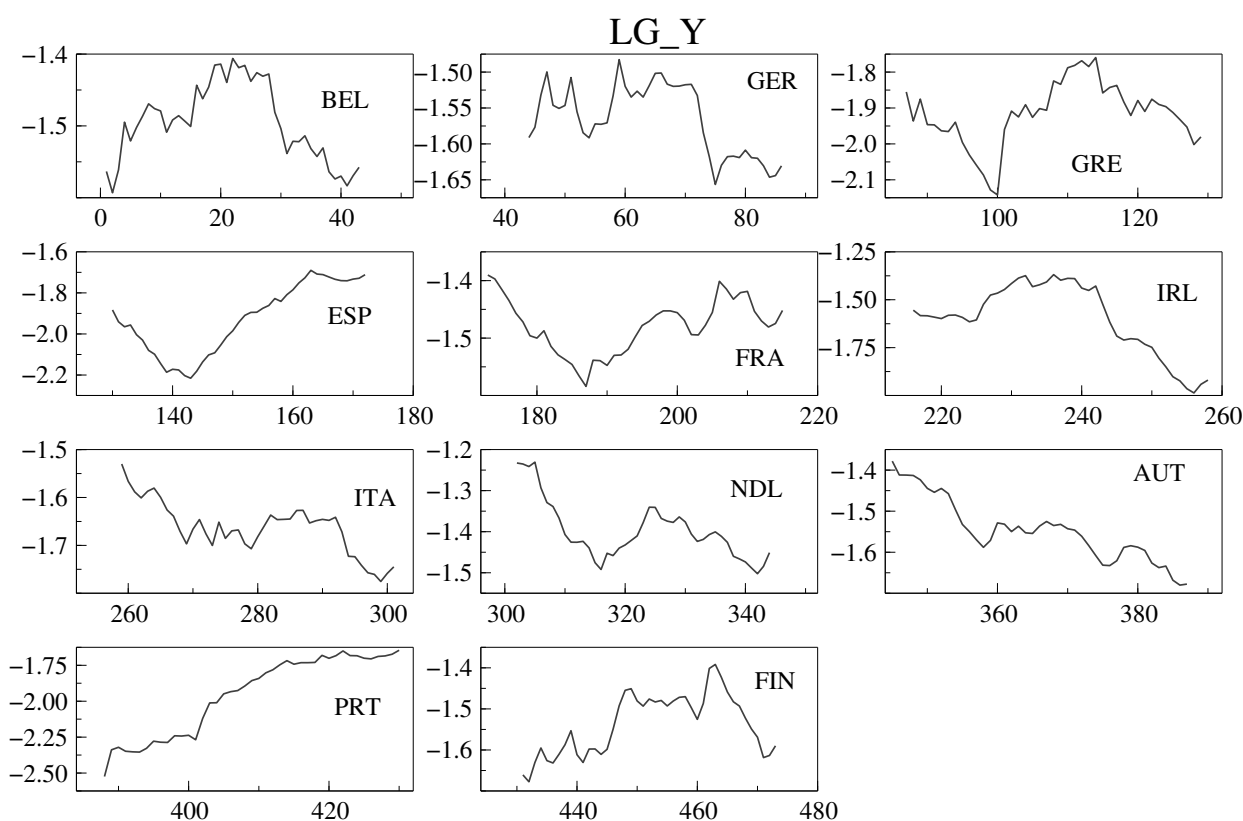 LG_Y
−1.4
−1.5
BEL
0 20 40
−1.50
−1.55
−1.60
−1.65
GER
40 60 80
−1.8
−1.9
−2.0
−2.1
GRE
100 120
−1.6
−1.8
−2.0
−2.2
ESP
140 160 180
−1.4
−1.5
FRA
180 200 220
−1.25
−1.50
−1.75
IRL
220 240 260
−1.5
−1.6
−1.7
ITA
260 280 300
−1.2
−1.3
−1.4
−1.5
NDL
300 320 340
−1.4
−1.5
−1.6
AUT
360 380
−1.75
−2.00
−2.25
−2.50
PRT
400 420
−1.4
−1.5
−1.6
FIN
440 460 480